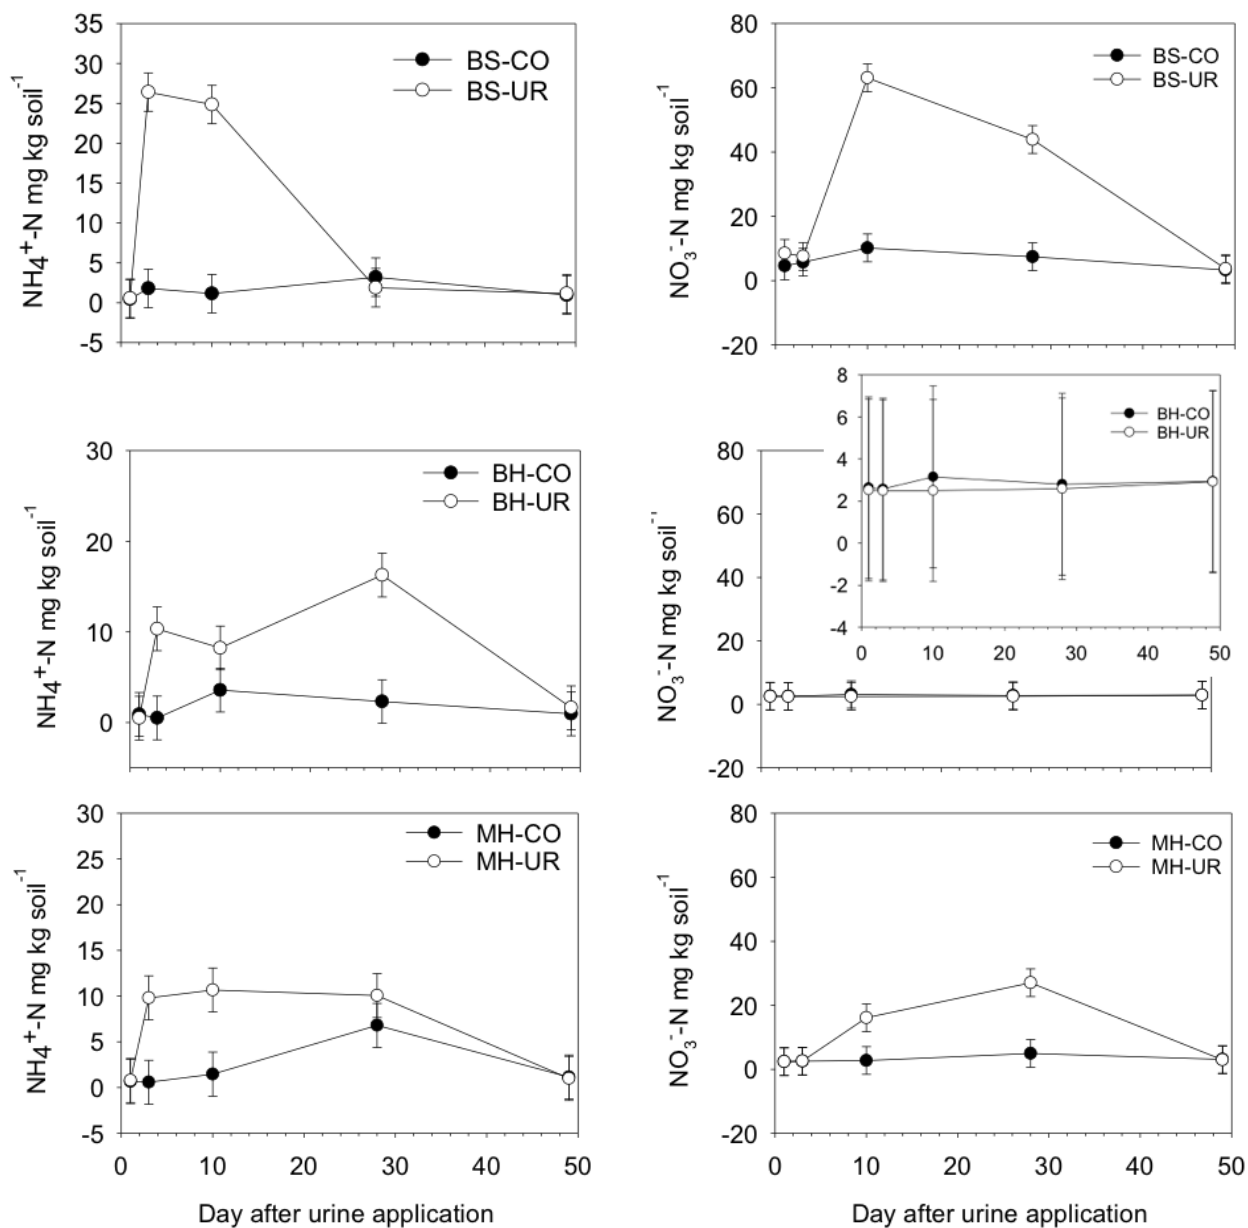 NH4+-N mg kg soil-1
35
30
25
20
15
10
5
0
-5
BS-CO
BS-UR
NO3--N mg kg soil-1
80
60
40
20
0
-20
BS-CO
BS-UR
NH4+-N mg kg soil-1
30
20
10
0
BH-CO
BH-UR
NO3--N mg kg soil-1
80
70
60
40
20
0
-20
8
6
4
2
0
-2
-4
0 10 20 30 40 50
BH-CO
BH-UR
NH4+-N mg kg soil-1
30
25
20
15
10
5
0
-5
0 10 20 30 40 50
MH-CO
MH-UR
Day after urine application
NO3--N mg kg soil-1
80
60
40
20
0
-20
0 10 20 30 40 50
MH-CO
MH-UR
Day after urine application